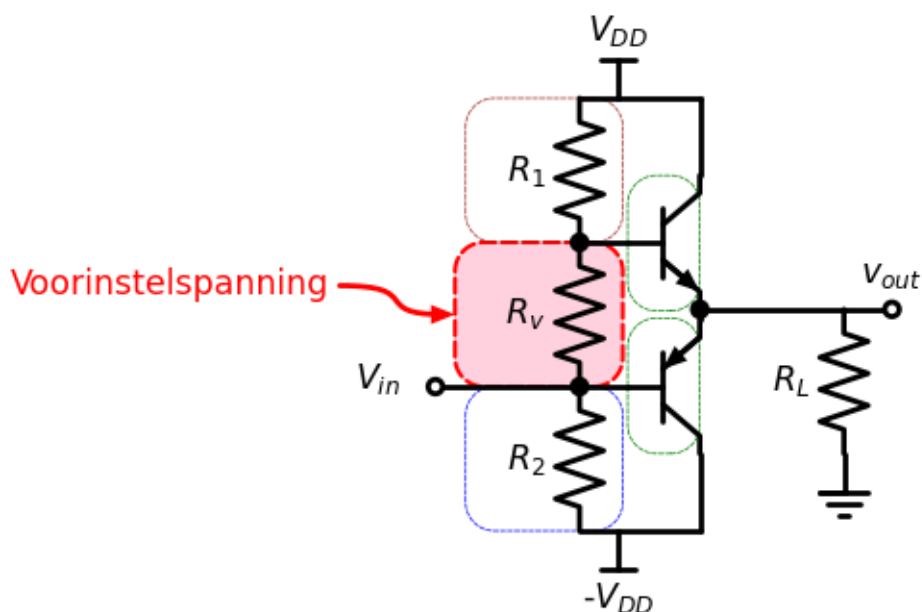 V_DD
R_1
Voorinstelspanning
R_v
v_out
V_in
R_L
R_2
-V_DD